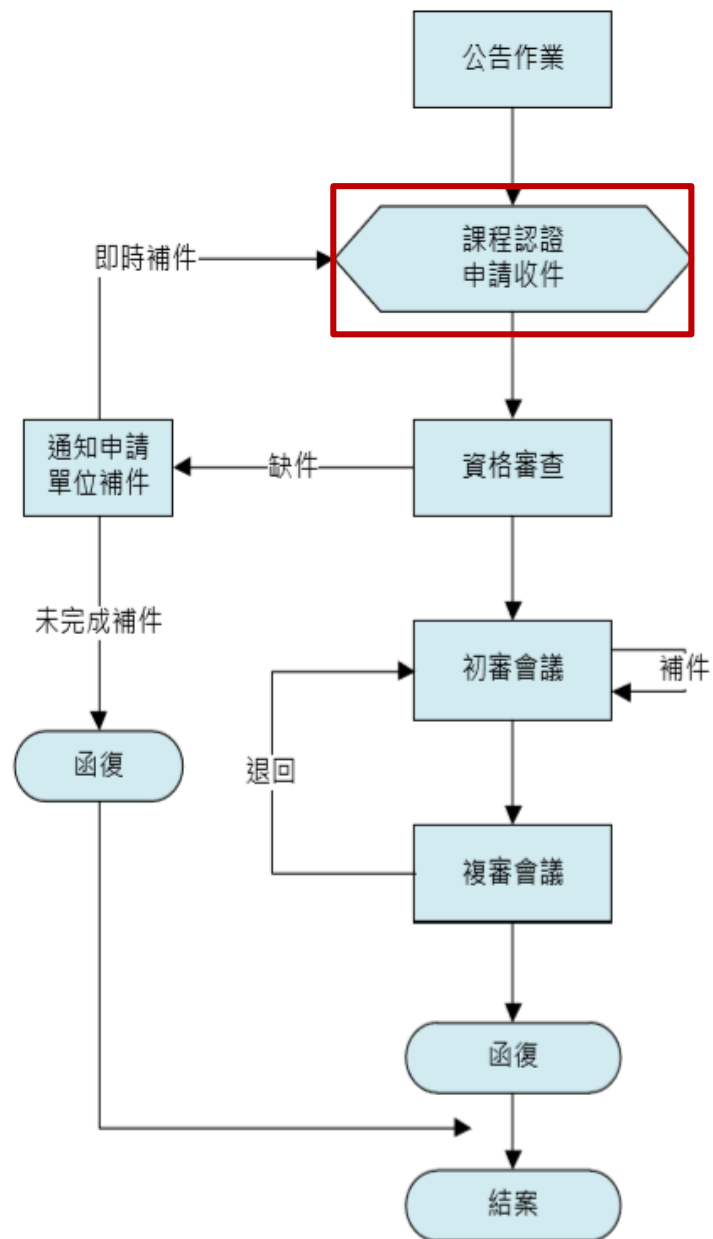 公告作業
課程認證
申請收件
即時補件
通知申請
單位補件
缺件
資格審查
未完成補件
初審會議
補件
函復
退回
複審會議
函復
結案